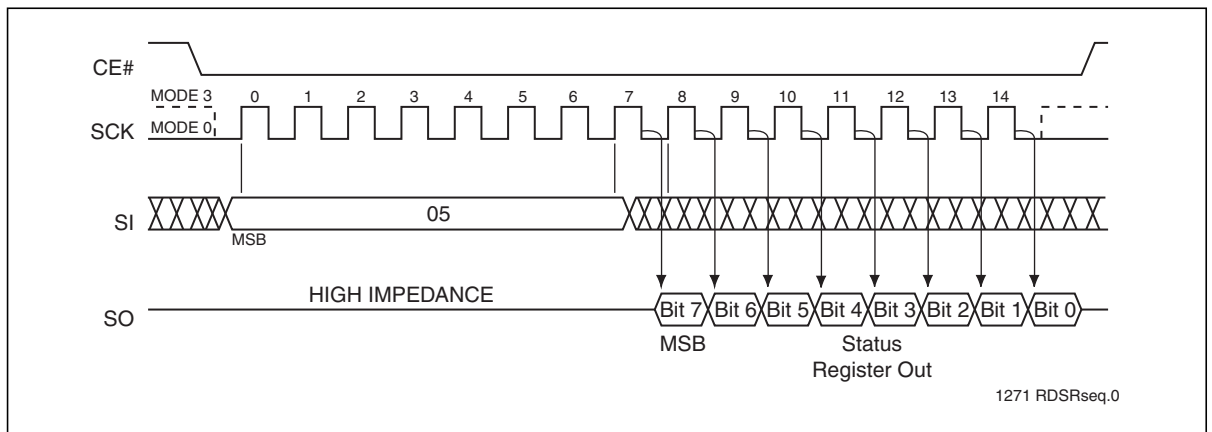 CE#
MODE 3 0 1 2 3 4 5 6 7 8 9 10 11 12 13 14
SCK MODE 0
SI 05
MSB
HIGH IMPEDANCE
SO Bit 7 Bit 6 Bit 5 Bit 4 Bit 3 Bit 2 Bit 1 Bit 0
MSB Status
Register Out
1271 RDSRseq.0